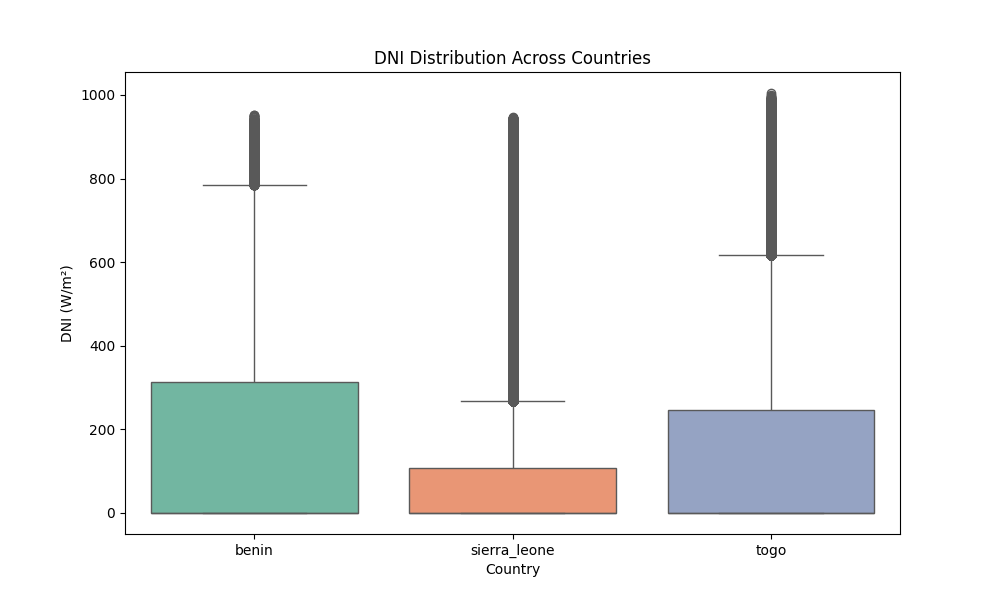 DNI Distribution Across Countries
1000
800
600
400
200
0
DNI (W/m²)
benin
sierra_leone
togo
Country